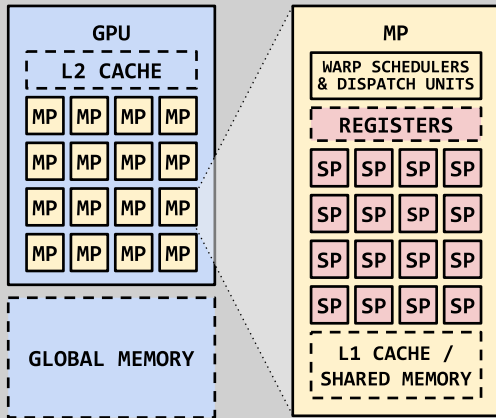 GPU
L2 CACHE
MP MP MP MP
MP MP MP MP
MP MP MP MP
MP MP MP MP
GLOBAL MEMORY
MP
WARP SCHEDULERS
& DISPATCH UNITS
REGISTERS
SP SP SP SP
SP SP SP SP
SP SP SP SP
SP SP SP SP
L1 CACHE /
SHARED MEMORY